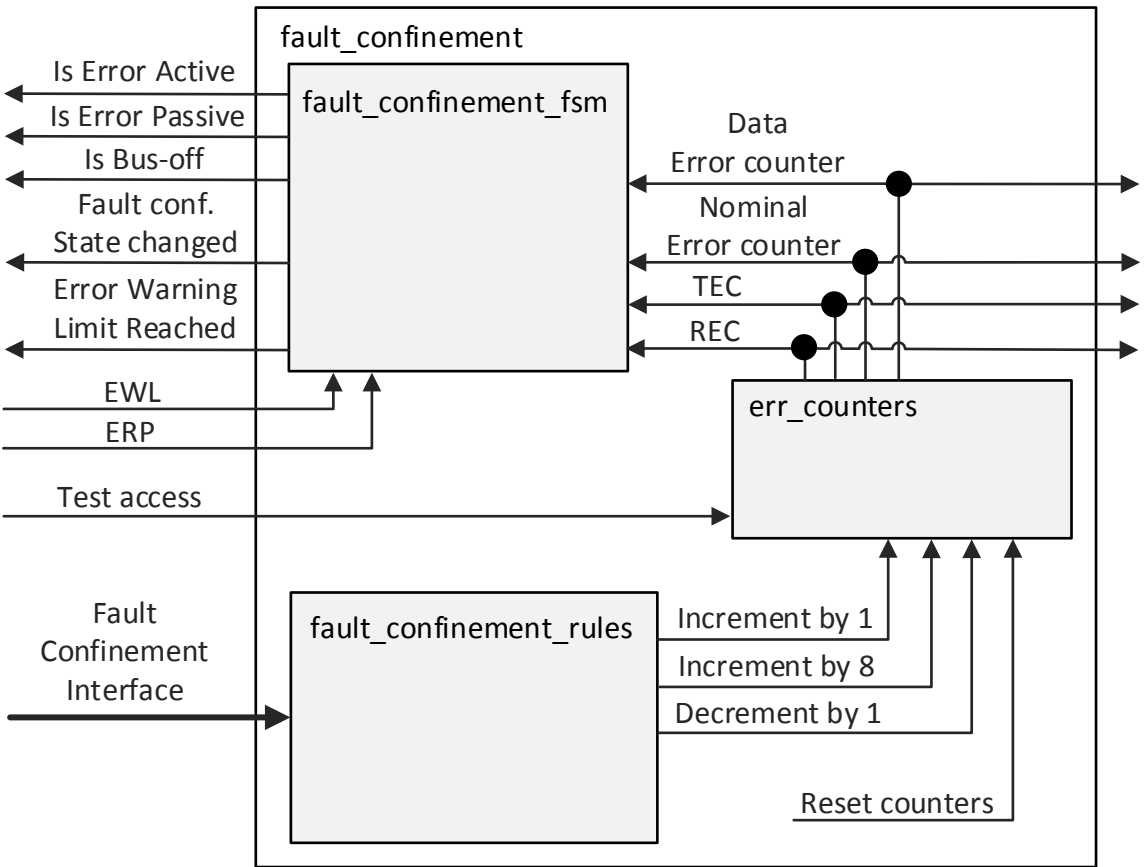 fault_confinement
Is Error Active
fault_confinement_fsm
Is Error Passive
Is Bus-off
Fault conf.
State changed
Error Warning
Limit Reached
Data
Error counter
Nominal
Error counter
TEC
REC
EWL
ERP
err_counters
Test access
Fault
Confinement
Interface
fault_confinement_rules
Increment by 1
Increment by 8
Decrement by 1
Reset counters